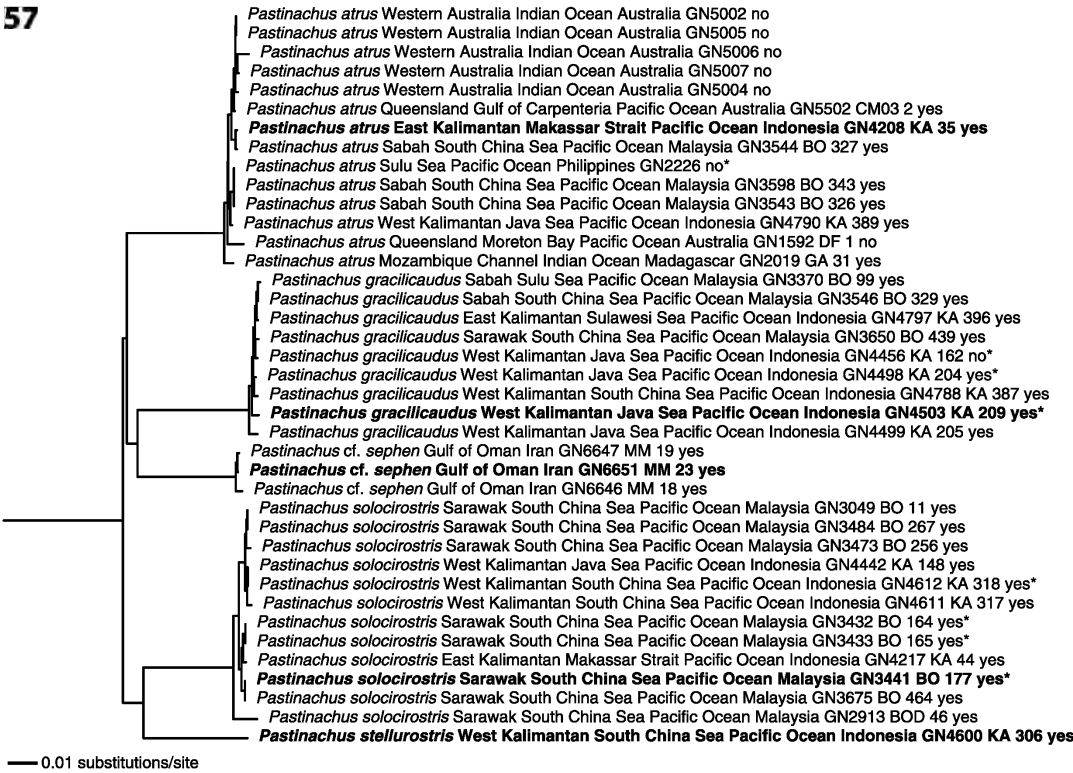 57
Pastinachus atrus Western Australia Indian Ocean Australia GN5002 no
Pastinachus atrus Western Australia Indian Ocean Australia GN5005 no
Pastinachus atrus Western Australia Indian Ocean Australia GN5006 no
Pastinachus atrus Western Australia Indian Ocean Australia GN5007 no
Pastinachus atrus Western Australia Indian Ocean Australia GN5004 no
Pastinachus atrus Queensland Gulf of Carpenteria Pacific Ocean Australia GN5502 CM03 2 yes
Pastinachus atrus East Kalimantan Makassar Strait Pacific Ocean Indonesia GN4208 KA 35 yes
Pastinachus atrus Sabah South China Sea Pacific Ocean Malaysia GN3544 BO 327 yes
Pastinachus atrus Sulu Sea Pacific Ocean Philippines GN2226 no*
Pastinachus atrus Sabah South China Sea Pacific Ocean Malaysia GN3598 BO 343 yes
Pastinachus atrus Sabah South China Sea Pacific Ocean Malaysia GN3543 BO 326 yes
Pastinachus atrus West Kalimantan Java Sea Pacific Ocean Indonesia GN4790 KA 389 yes
Pastinachus atrus Queensland Moreton Bay Pacific Ocean Australia GN1592 DF 1 no
Pastinachus atrus Mozambique Channel Indian Ocean Madagascar GN2019 GA 31 yes
Pastinachus gracilicaudus Sabah Sulu Sea Pacific Ocean Malaysia GN3370 BO 99 yes
Pastinachus gracilicaudus Sabah South China Sea Pacific Ocean Malaysia GN3546 BO 329 yes
Pastinachus gracilicaudus East Kalimantan Sulawesi Sea Pacific Ocean Indonesia GN4797 KA 396 yes
Pastinachus gracilicaudus Sarawak South China Sea Pacific Ocean Malaysia GN3650 BO 439 yes
Pastinachus gracilicaudus West Kalimantan Java Sea Pacific Ocean Indonesia GN4456 KA 162 no*
Pastinachus gracilicaudus West Kalimantan Java Sea Pacific Ocean Indonesia GN4498 KA 204 yes*
Pastinachus gracilicaudus West Kalimantan South China Sea Pacific Ocean Indonesia GN4788 KA 387 yes
Pastinachus gracilicaudus West Kalimantan Java Sea Pacific Ocean Indonesia GN4503 KA 209 yes*
Pastinachus gracilicaudus West Kalimantan Java Sea Pacific Ocean Indonesia GN4499 KA 205 yes
Pastinachus cf. sephen Gulf of Oman Iran GN6647 MM 19 yes
Pastinachus cf. sephen Gulf of Oman Iran GN6651 MM 23 yes
Pastinachus cf. sephen Gulf of Oman Iran GN6646 MM 18 yes
Pastinachus solocirostris Sarawak South China Sea Pacific Ocean Malaysia GN3049 BO 11 yes
Pastinachus solocirostris Sarawak South China Sea Pacific Ocean Malaysia GN3484 BO 267 yes
Pastinachus solocirostris Sarawak South China Sea Pacific Ocean Malaysia GN3473 BO 256 yes
Pastinachus solocirostris West Kalimantan Java Sea Pacific Ocean Indonesia GN4442 KA 148 yes
Pastinachus solocirostris West Kalimantan South China Sea Pacific Ocean Indonesia GN4612 KA 318 yes*
Pastinachus solocirostris West Kalimantan South China Sea Pacific Ocean Indonesia GN4611 KA 317 yes
Pastinachus solocirostris Sarawak South China Sea Pacific Ocean Malaysia GN3432 BO 164 yes*
Pastinachus solocirostris Sarawak South China Sea Pacific Ocean Malaysia GN3433 BO 165 yes*
Pastinachus solocirostris East Kalimantan Makassar Strait Pacific Ocean Indonesia GN4217 KA 44 yes
Pastinachus solocirostris Sarawak South China Sea Pacific Ocean Malaysia GN3441 BO 177 yes*
Pastinachus solocirostris Sarawak South China Sea Pacific Ocean Malaysia GN3675 BO 464 yes
Pastinachus solocirostris Sarawak South China Sea Pacific Ocean Malaysia GN2913 BOD 46 yes
Pastinachus stellurostris West Kalimantan South China Sea Pacific Ocean Indonesia GN4600 KA 306 yes
0.01 substitutions/site